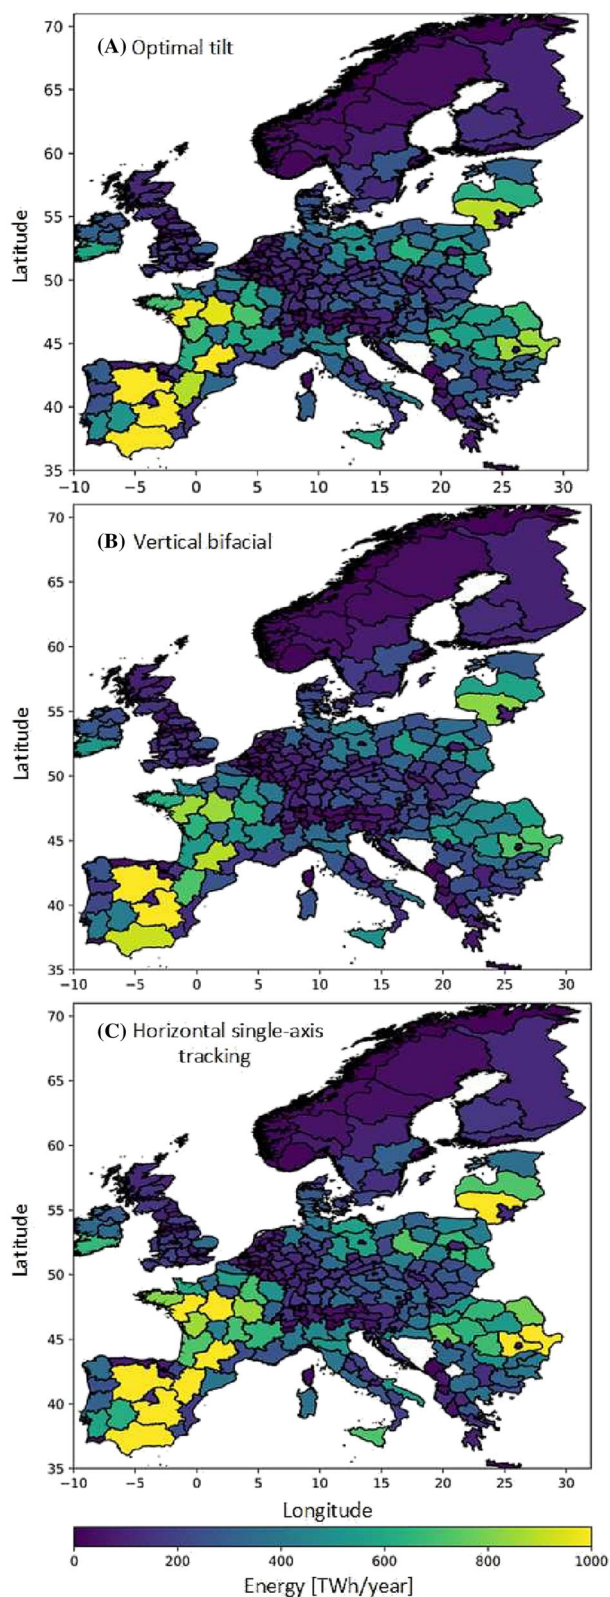 (A) Optimal tilt
70
65
60
55
50
45
40
35
Latitude
−10 −5 0 5 10 15 20 25 30
(B) Vertical bifacial
70
65
60
55
50
45
40
35
Latitude
−10 −5 0 5 10 15 20 25 30
(C) Horizontal single-axis
tracking
70
65
60
55
50
45
40
35
Latitude
−10 −5 0 5 10 15 20 25 30
Longitude
0 200 400 600 800 1000
Energy [TWh/year]